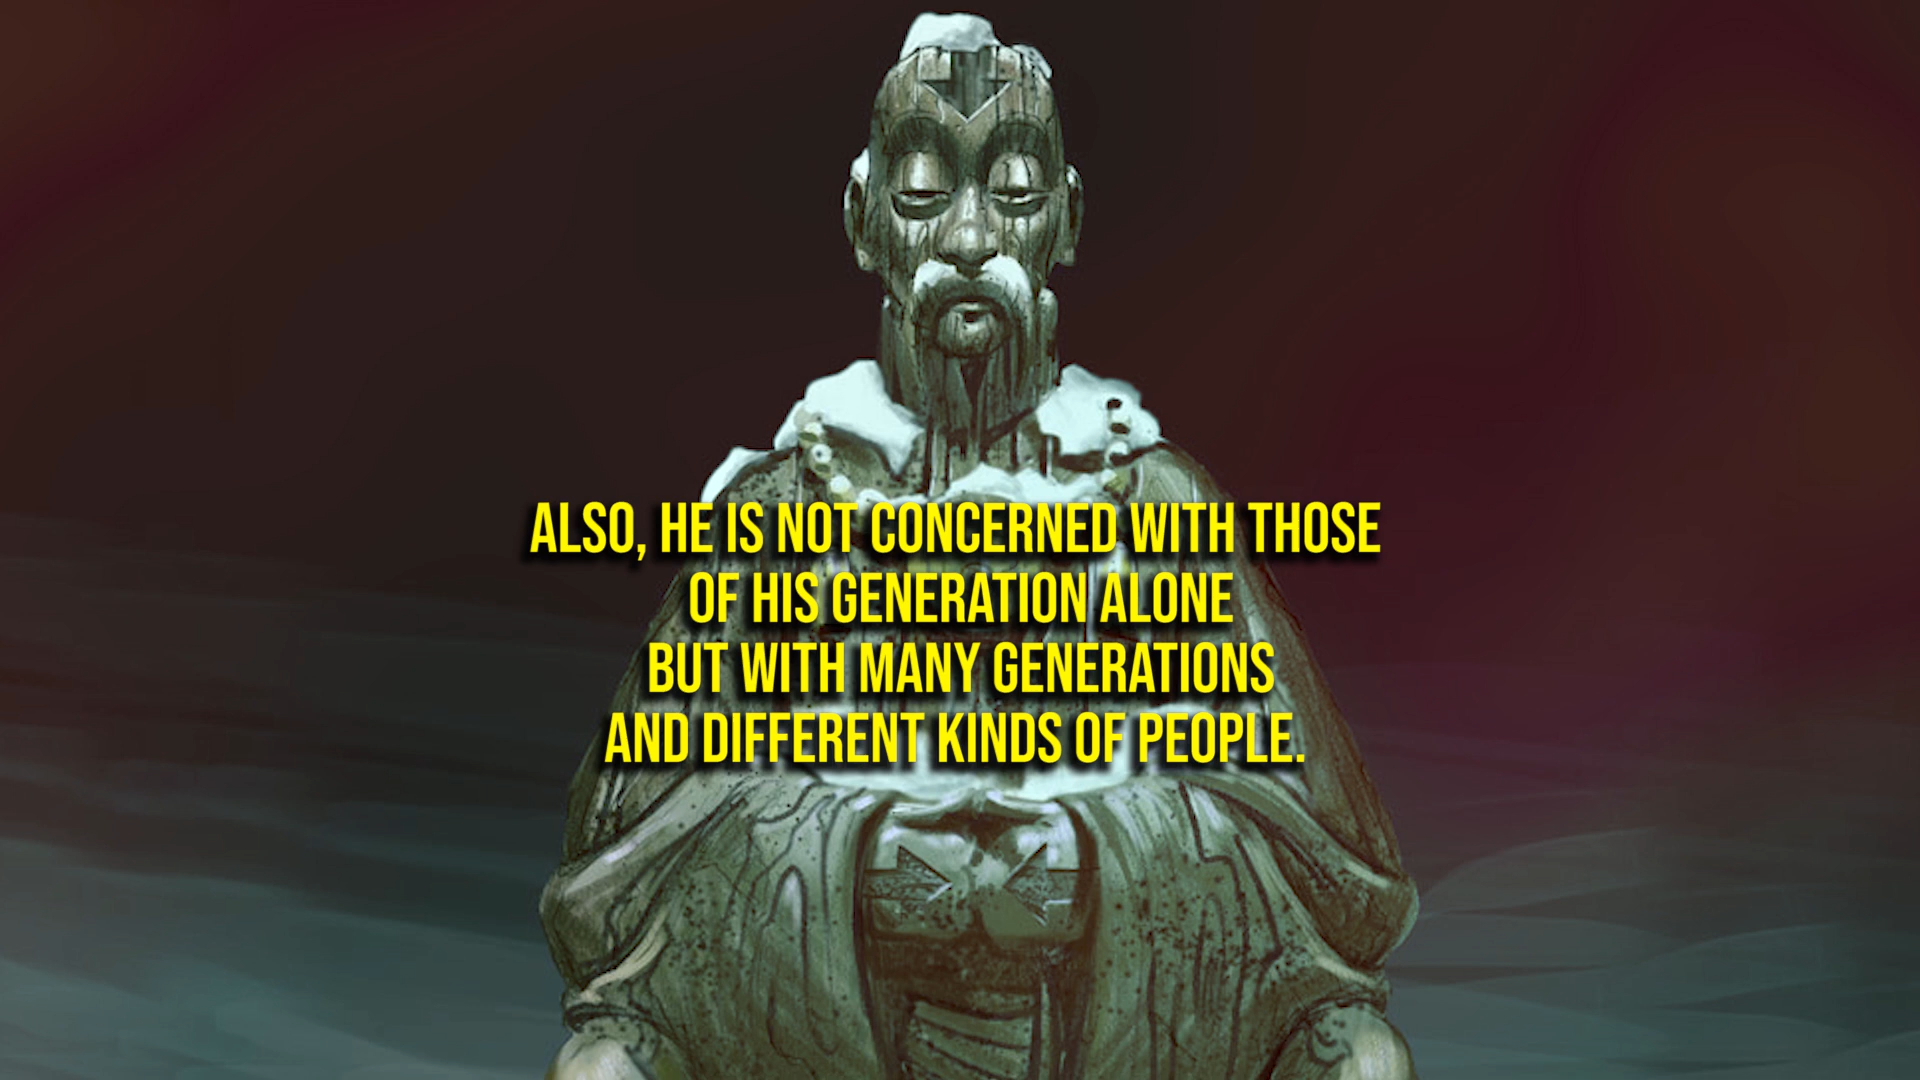 ALSO, HE IS NOT CONCERNED WITH THOSE
OF HIS GENERATION ALONE
BUT WITH MANY GENERATIONS
AND DIFFERENT KINDS OF PEOPLE.